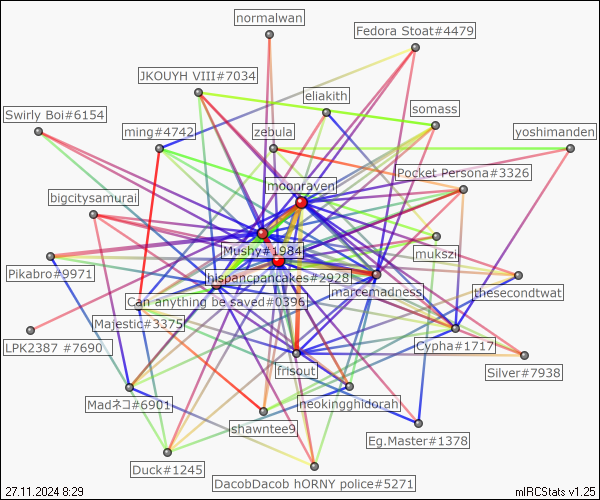 normalwan
Fedora Stoat#4479
JKOUYH VIII#7034
eliakith
somass
Swirly Boi#6154
ming#4742
zebula
yoshimanden
Pocket Persona#3326
moonraven
bigcitysamurai
Mushy#1984
mukszi
Pikabro#9971
hispancpancakes#2928
marcemadness
thesecondtwat
Can anything be saved#0396
Majestic#3375
LPK2387 #7690
Cypha#1717
frisout
Silver#7938
Madネコ#6901
neokingghidorah
shawntee9
Eg.Master#1378
Duck#1245
DacobDacob hORNY police#5271
27.11.2024 8:29
mIRCStats v1.25